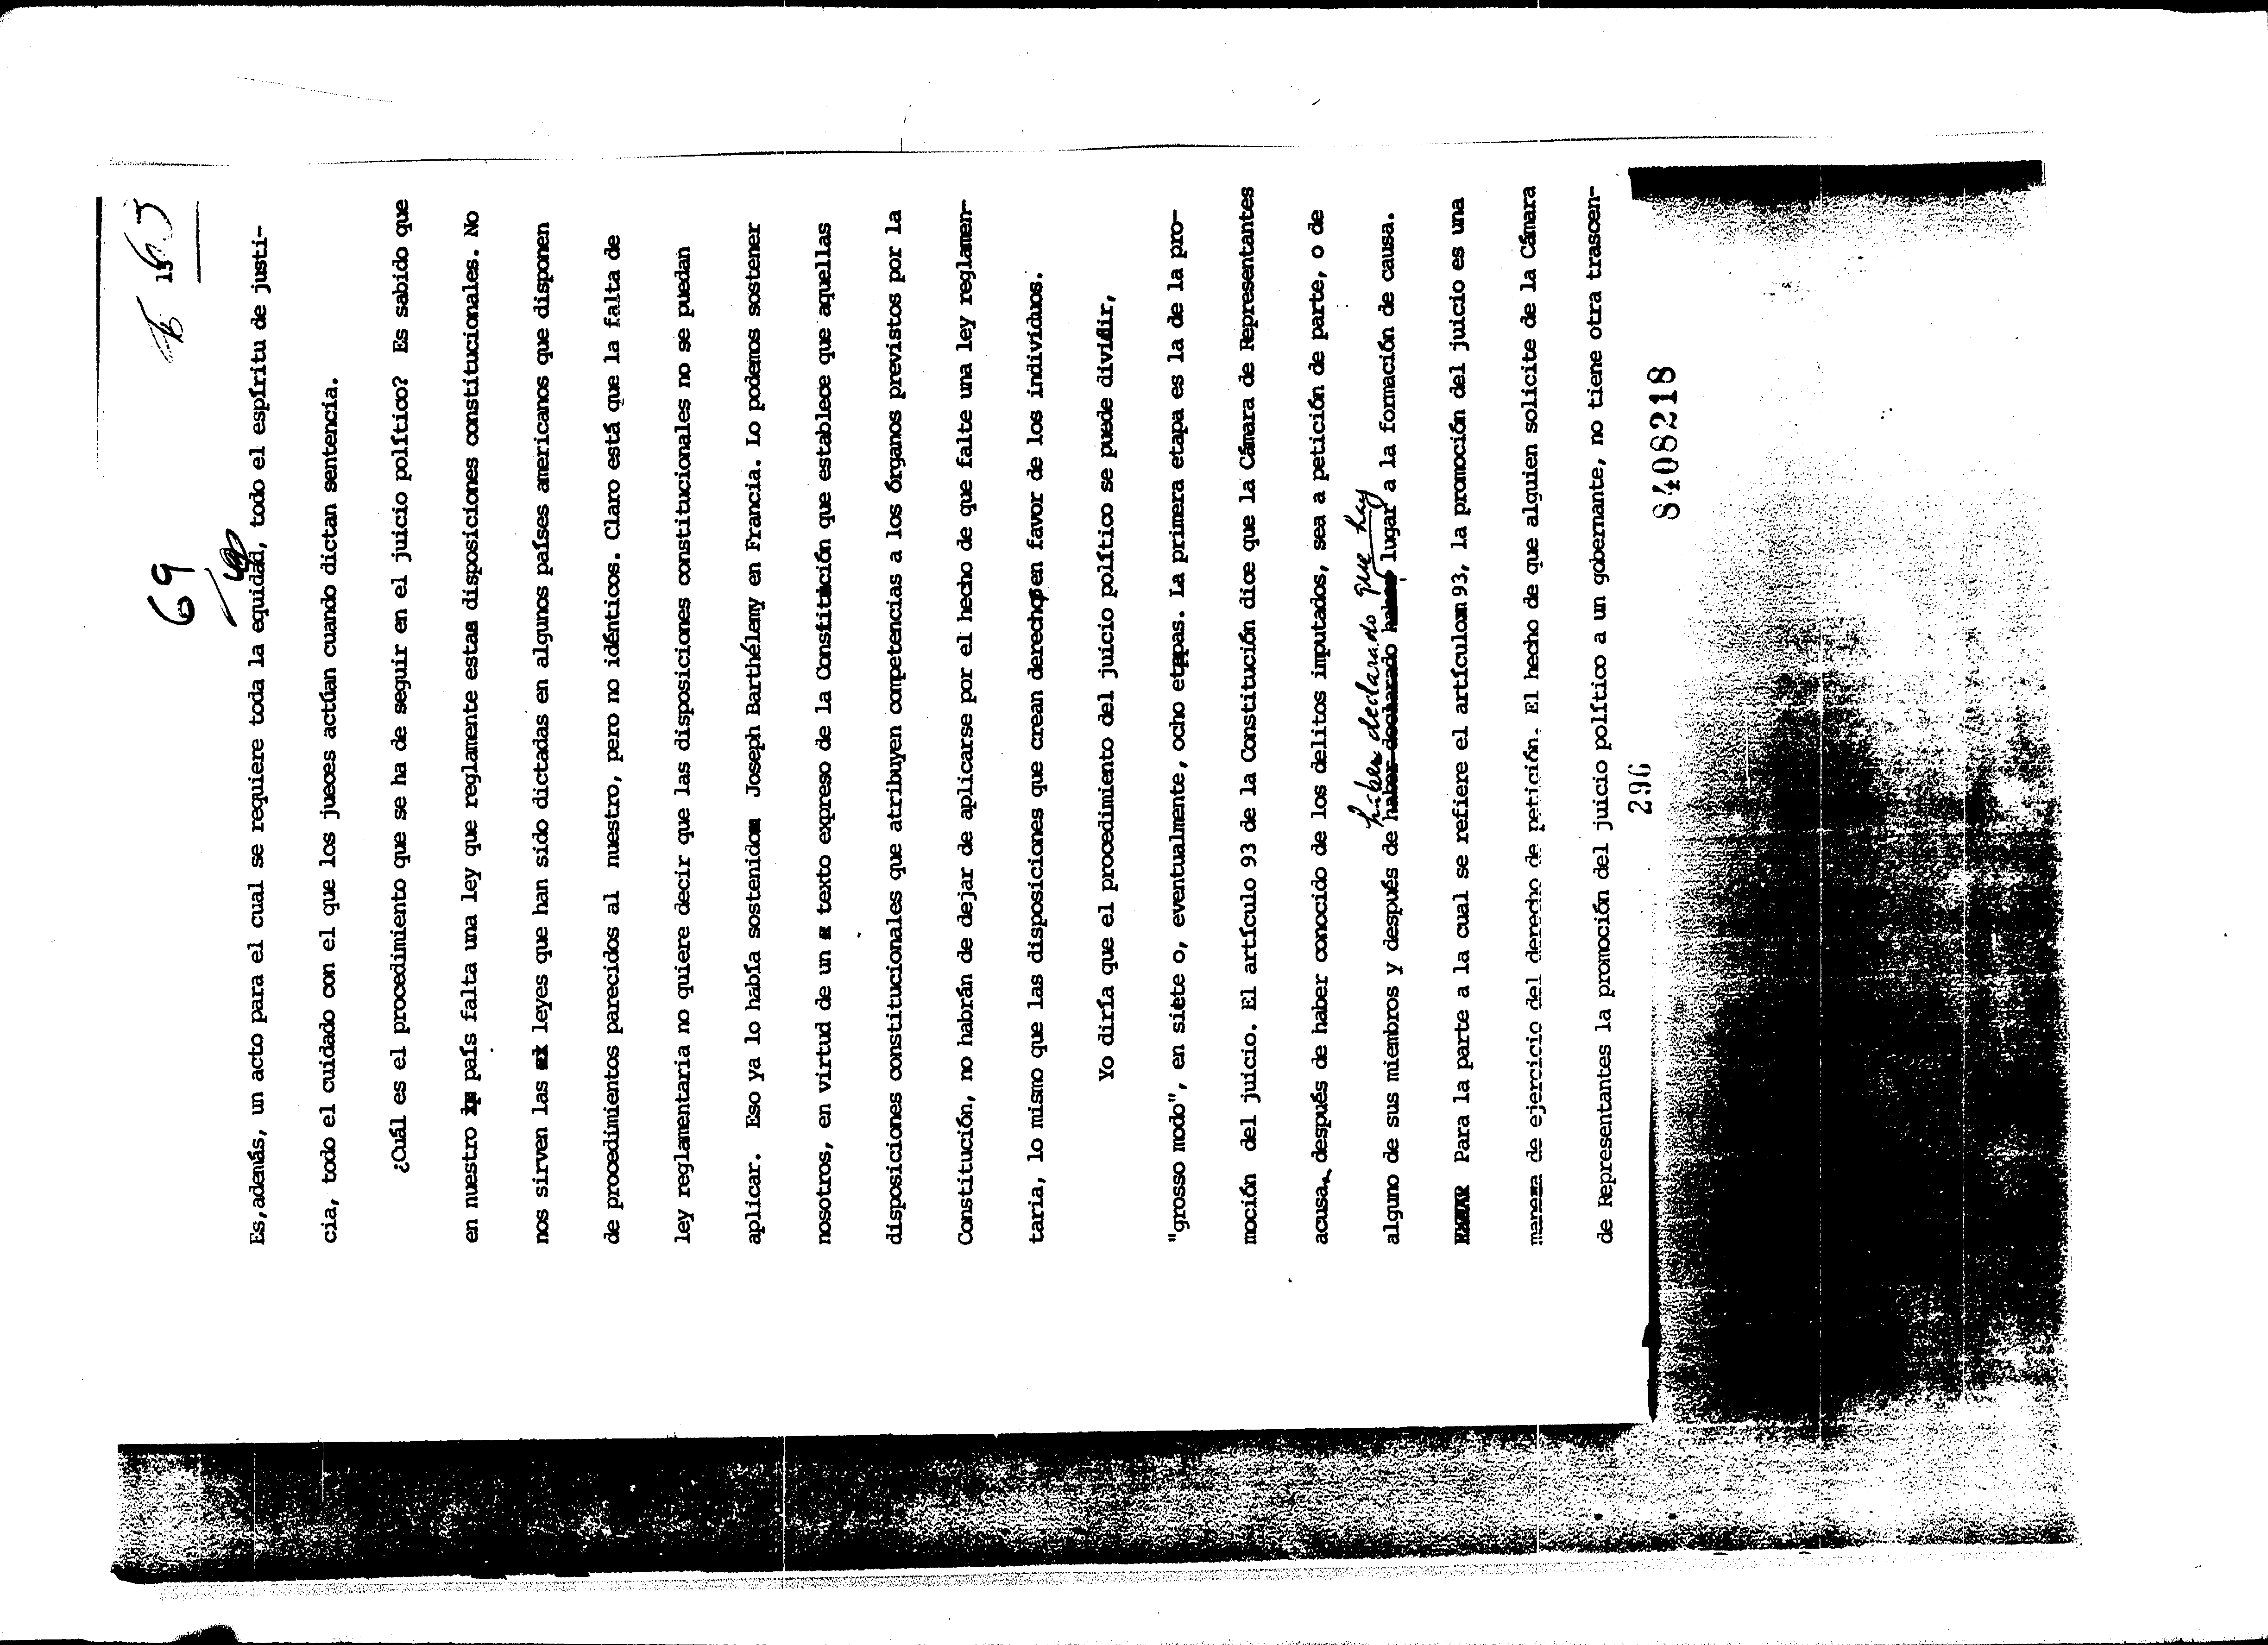 69
15
Es, además, un acto para el cual se requiere toda la equidad, todo el espíritu de justi-
cia, todo el cuidado con el que los jueces actúan cuando dictan sentencia.
¿Cuál es el procedimiento que se ha de seguir en el juicio político? Es sabido que
en nuestro país falta una ley que reglamente estas disposiciones constitucionales. No
nos sirven las leyes que han sido dictadas en algunos países americanos que disponen
de procedimientos parecidos al nuestro, pero no idénticos. Claro está que la falta de
ley reglamentaria no quiere decir que las disposiciones constitucionales no se puedan
aplicar. Eso ya lo había sostenido Joseph Barthélemy en Francia. Lo podemos sostener
nosotros, en virtud de un texto expreso de la Constitución que establece que aquellas
disposiciones constitucionales que atribuyen competencias a los órganos previstos por la
Constitución, no habrán de dejar de aplicarse por el hecho de que falte una ley reglamen-
taria, lo mismo que las disposiciones que crean derechos en favor de los individuos.
Yo diría que el procedimiento del juicio político se puede dividir,
"grosso modo", en siete o, eventualmente, ocho etapas. La primera etapa es la de la pro-
moción del juicio. El artículo 93 de la Constitución dice que la Cámara de Representantes
acusa, después de haber conocido de los delitos imputados, sea a petición de parte, o de
haber declarado que hay
alguno de sus miembros y después de haber declarado haber lugar a la formación de causa.
Para la parte a la cual se refiere el artículo 93, la promoción del juicio es una
manera de ejercicio del derecho de petición. El hecho de que alguien solicite de la Cámara
de Representantes la promoción del juicio político a un gobernante, no tiene otra trascen-
296
8408218